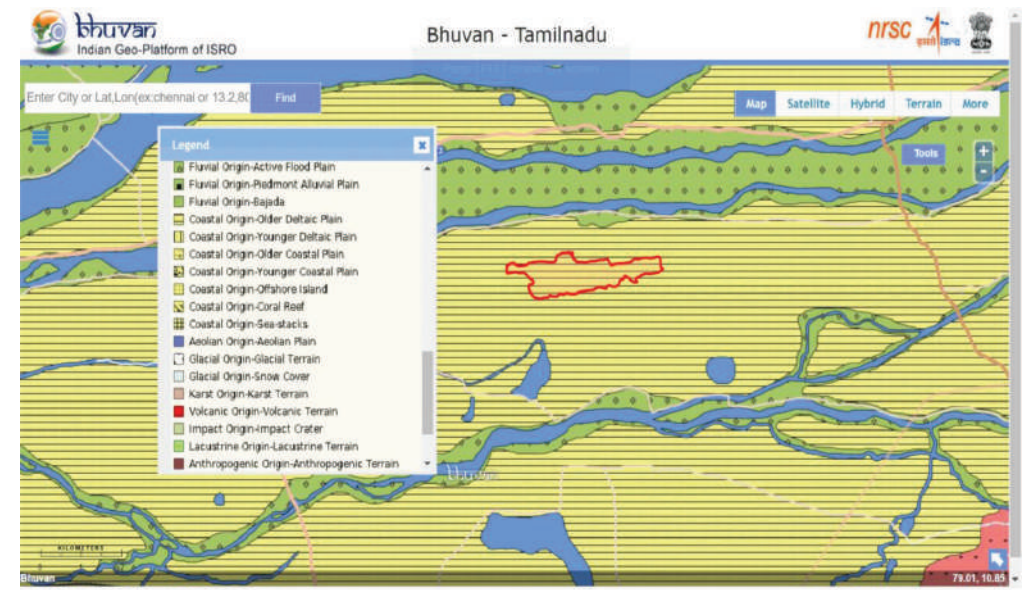 bhuvan
Indian Geo-Platform of ISRO
Bhuvan - Tamilnadu
nrsc
Enter City or Lat,Lon(ex:chennai or 13.2,80
Find
Map Satellite Hybrid Terrain More
Tools
+
-
Legend
x
Fluvial Origin-Active Flood Plain
Fluvial Origin-Piedmont Alluvial Plain
Fluvial Origin-Bajada
Coastal Origin-Older Deltaic Plain
Coastal Origin-Younger Deltaic Plain
Coastal Origin-Older Coastal Plain
Coastal Origin-Younger Coastal Plain
Coastal Origin-Offshore Island
Coastal Origin-Coral Reef
Coastal Origin-Sea-stacks
Aeolian Origin-Aeolian Plain
Glacial Origin-Glacial Terrain
Glacial Origin-Snow Cover
Karst Origin-Karst Terrain
Volcanic Origin-Volcanic Terrain
Impact Origin-Impact Crater
Lacustrine Origin-Lacustrine Terrain
Anthropogenic Origin-Anthropogenic Terrain
bhuvan
KILOMETERS
Bhuvan
79.01, 10.85